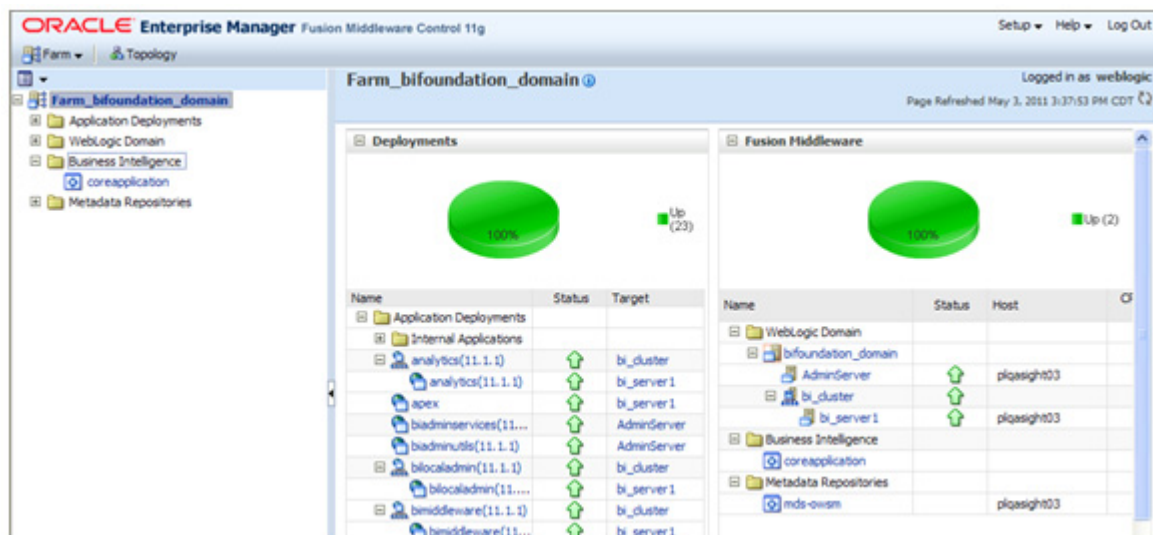 ORACLE Enterprise Manager Fusion Middleware Control 11g
Setup Help Log Out
Farm Topology
Farm_bifoundation_domain
Application Deployments
WebLogic Domain
Business Intelligence
coreapplication
Metadata Repositories
Farm_bifoundation_domain
Logged in as weblogic
Page Refreshed May 3, 2011 3:37:53 PM CDT
Deployments
100%
Up
(23)
Name Status Target
Application Deployments
Internal Applications
analytics(11.1.1) bi_cluster
analytics(11.1.1) bi_server1
apex bi_server1
biadminservices(11... AdminServer
biadminutils(11.1.1) AdminServer
bilocaladmin(11.1.1) bi_cluster
bilocaladmin(11.... bi_server1
bimiddleware(11.1.1) bi_cluster
bimiddleware(11... bi_server1
Fusion Middleware
100%
Up (2)
Name Status Host
WebLogic Domain
bifoundation_domain
AdminServer plqasight03
bi_cluster
bi_server1 plqasight03
Business Intelligence
coreapplication
Metadata Repositories
mds-owsm plqasight03